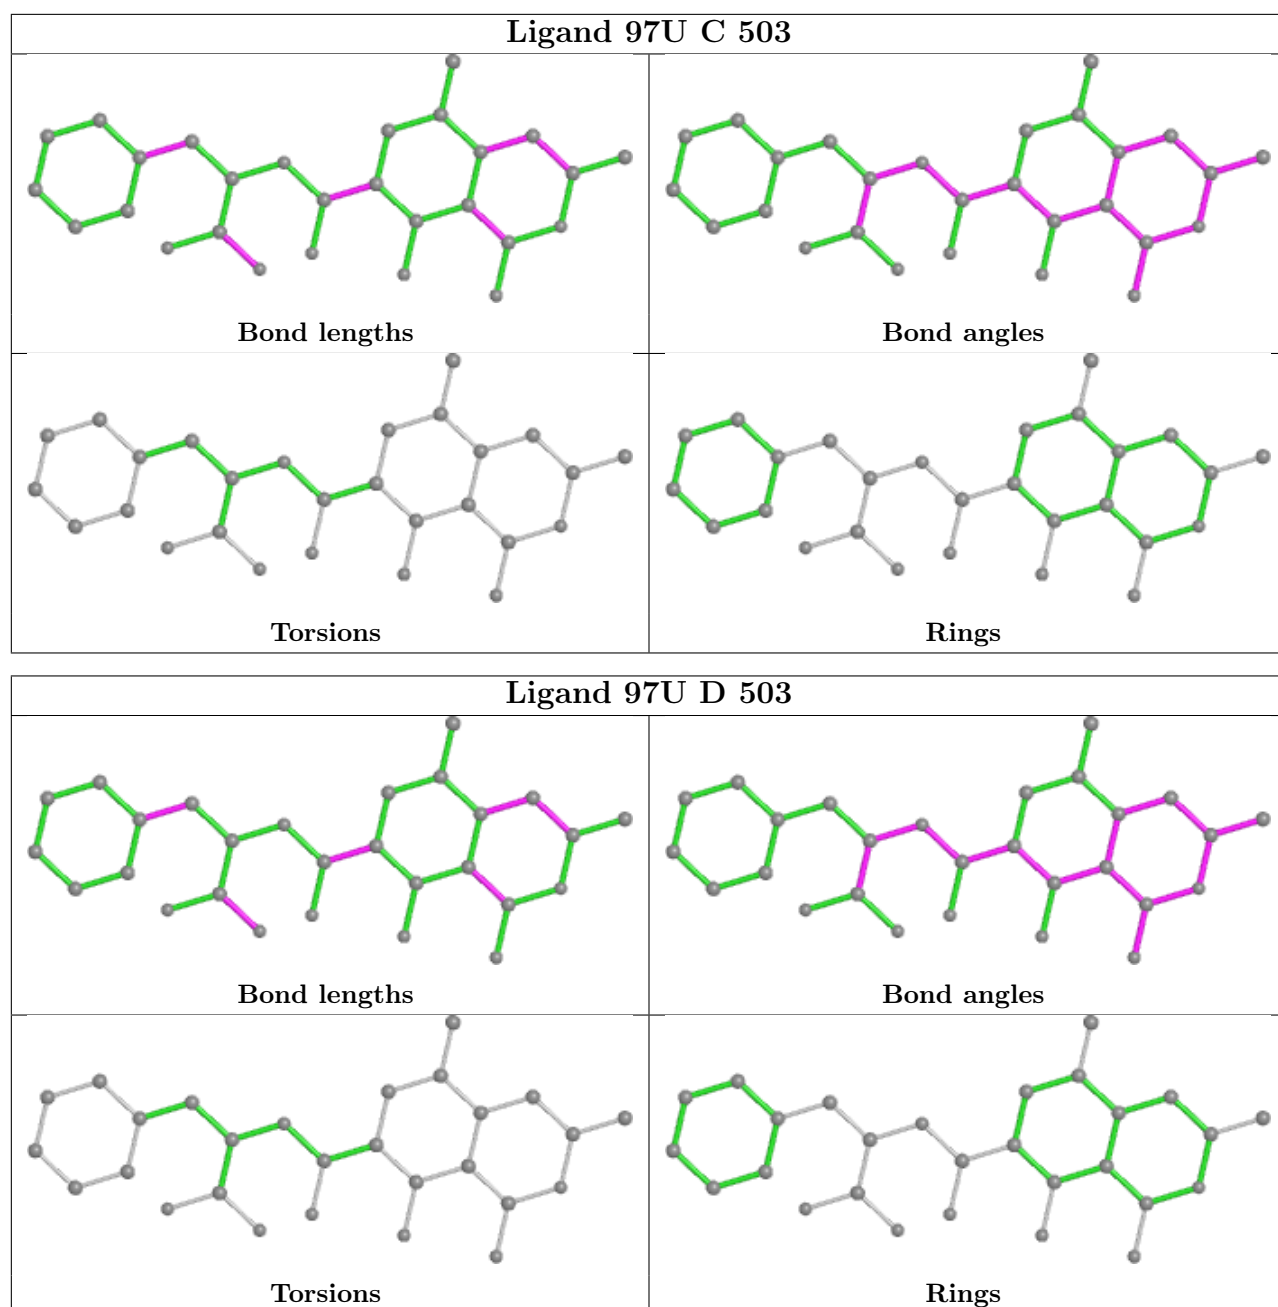 Ligand 97U C 503
Bond lengths
Bond angles
Torsions
Rings
Ligand 97U D 503
Bond lengths
Bond angles
Torsions
Rings